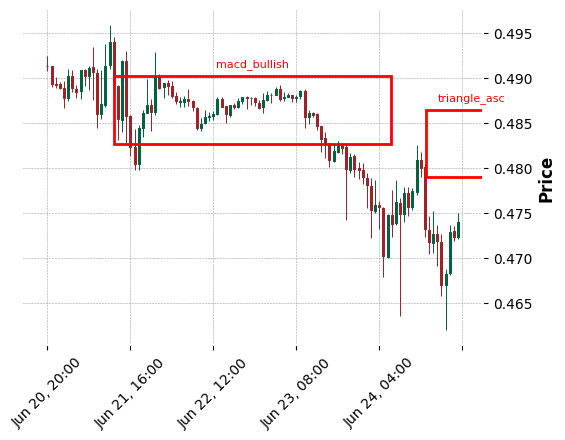 macd_bullish
triangle_asc
0.495
0.490
0.485
0.480
0.475
0.470
0.465
Price
Jun 20, 20:00
Jun 21, 16:00
Jun 22, 12:00
Jun 23, 08:00
Jun 24, 04:00